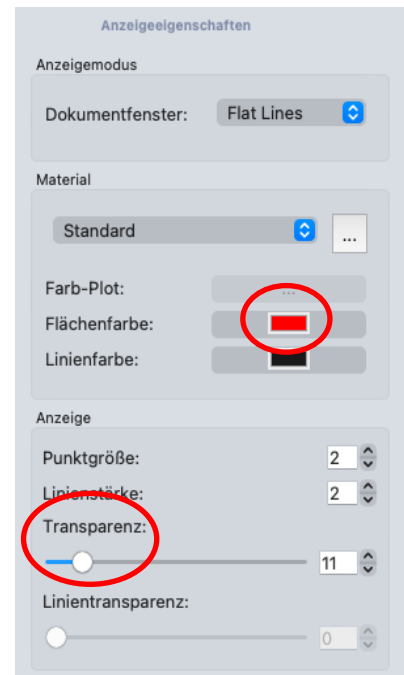 Anzeigeeigenschaften
Anzeigemodus
Dokumentfenster: Flat Lines
Material
Standard ...
Farb-Plot: ...
Flächenfarbe:
Linienfarbe:
Anzeige
Punktgröße: 2
Linienstärke: 2
Transparenz:
11
Linientransparenz:
0